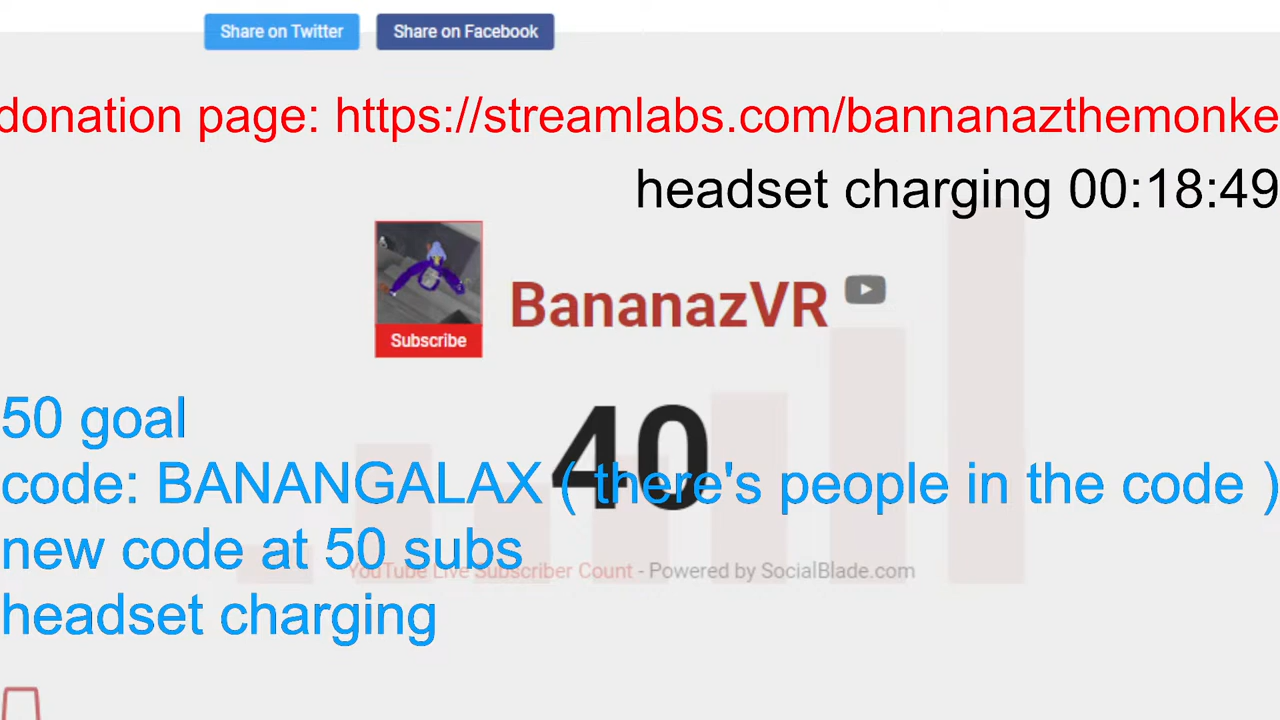 Share on Twitter Share on Facebook
donation page: https://streamlabs.com/bannanazthemonke
headset charging 00:18:49
BananazVR
Subscribe
50 goal
40
code: BANANGALAX ( there's people in the code )
new code at 50 subs
YouTube Live Subscriber Count - Powered by SocialBlade.com
headset charging